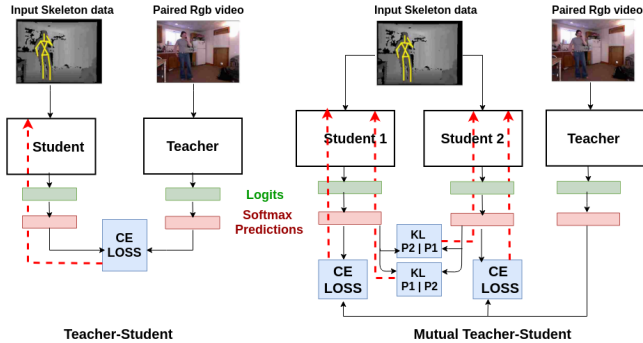 Input Skeleton data
Paired Rgb video
Student
Teacher
Logits
Softmax
Predictions
CE
LOSS
Teacher-Student
Input Skeleton data
Paired Rgb video
Student 1
Student 2
Teacher
KL
P2 | P1
KL
P1 | P2
CE
LOSS
CE
LOSS
Mutual Teacher-Student